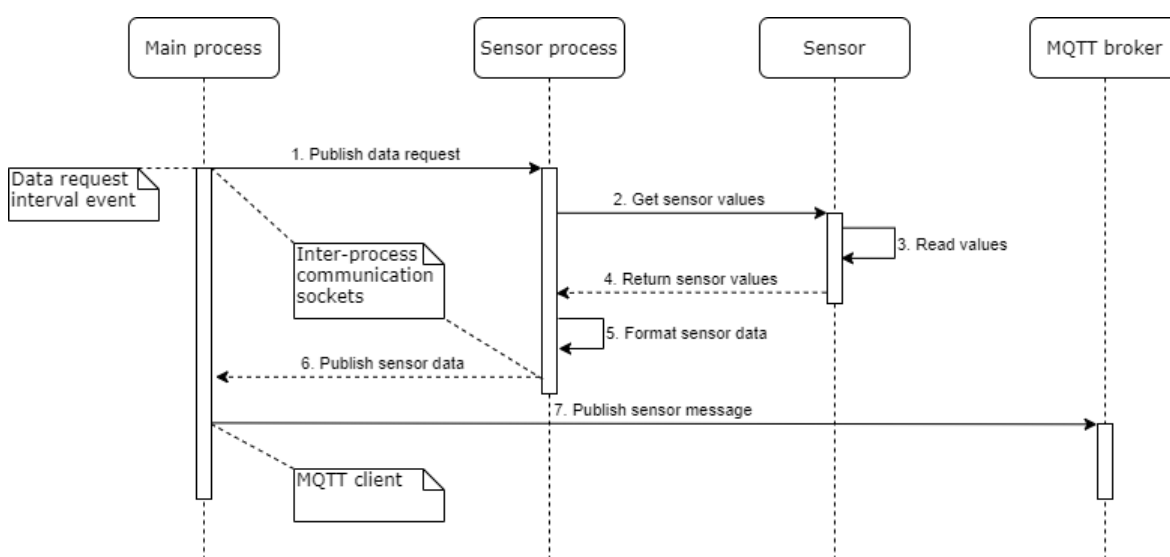 Main process
Sensor process
Sensor
MQTT broker
1. Publish data request
Data request
interval event
2. Get sensor values
3. Read values
Inter-process
communication
sockets
4. Return sensor values
5. Format sensor data
6. Publish sensor data
7. Publish sensor message
MQTT client